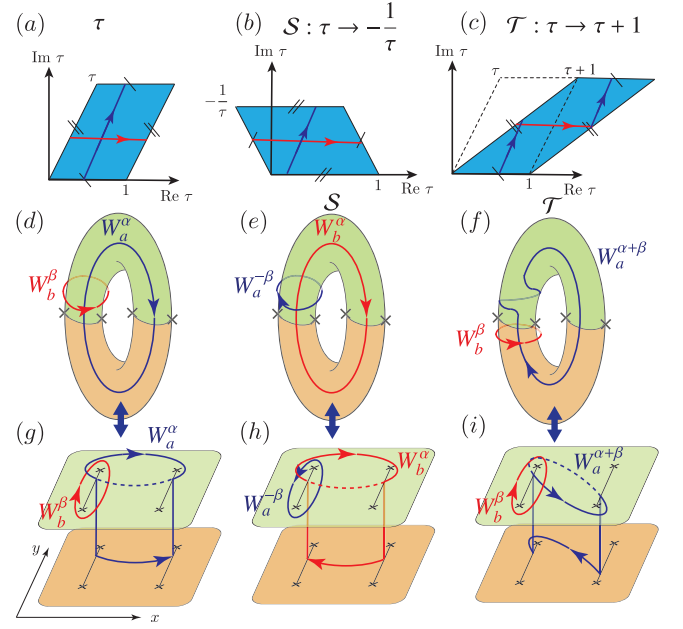 (a) τ
(b) S : τ → −1/τ
(c) T : τ → τ + 1
Im τ
τ
1
Re τ
Im τ
−1/τ
1
Re τ
Im τ
τ
τ + 1
1
Re τ
(d)
W_a^α
W_b^β
(e)
S
W_b^α
W_a^{−β}
(f)
T
W_a^{α+β}
W_b^β
(g)
W_a^α
W_b^β
y
x
(h)
W_b^α
W_a^{−β}
(i)
W_a^{α+β}
W_b^β